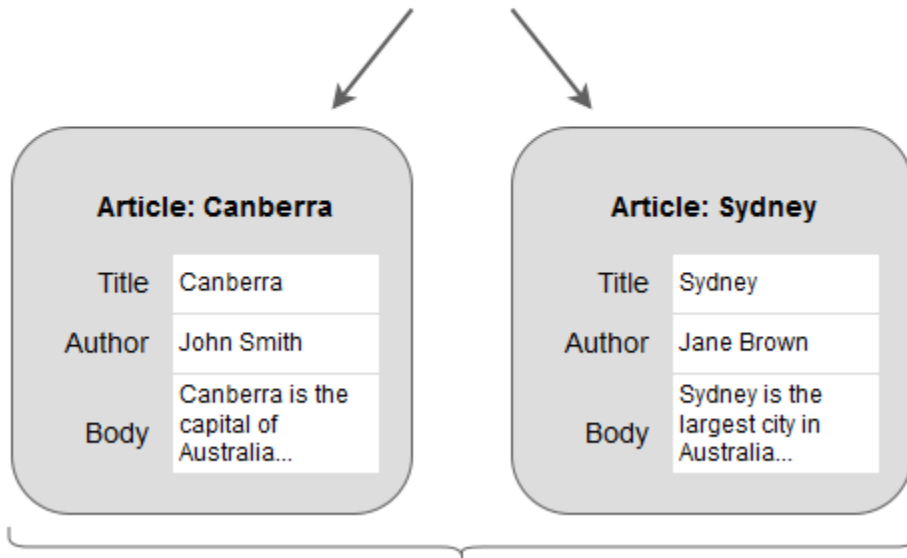 Article: Canberra
Title Canberra
Author John Smith
Body Canberra is the
capital of
Australia...
Article: Sydney
Title Sydney
Author Jane Brown
Body Sydney is the
largest city in
Australia...